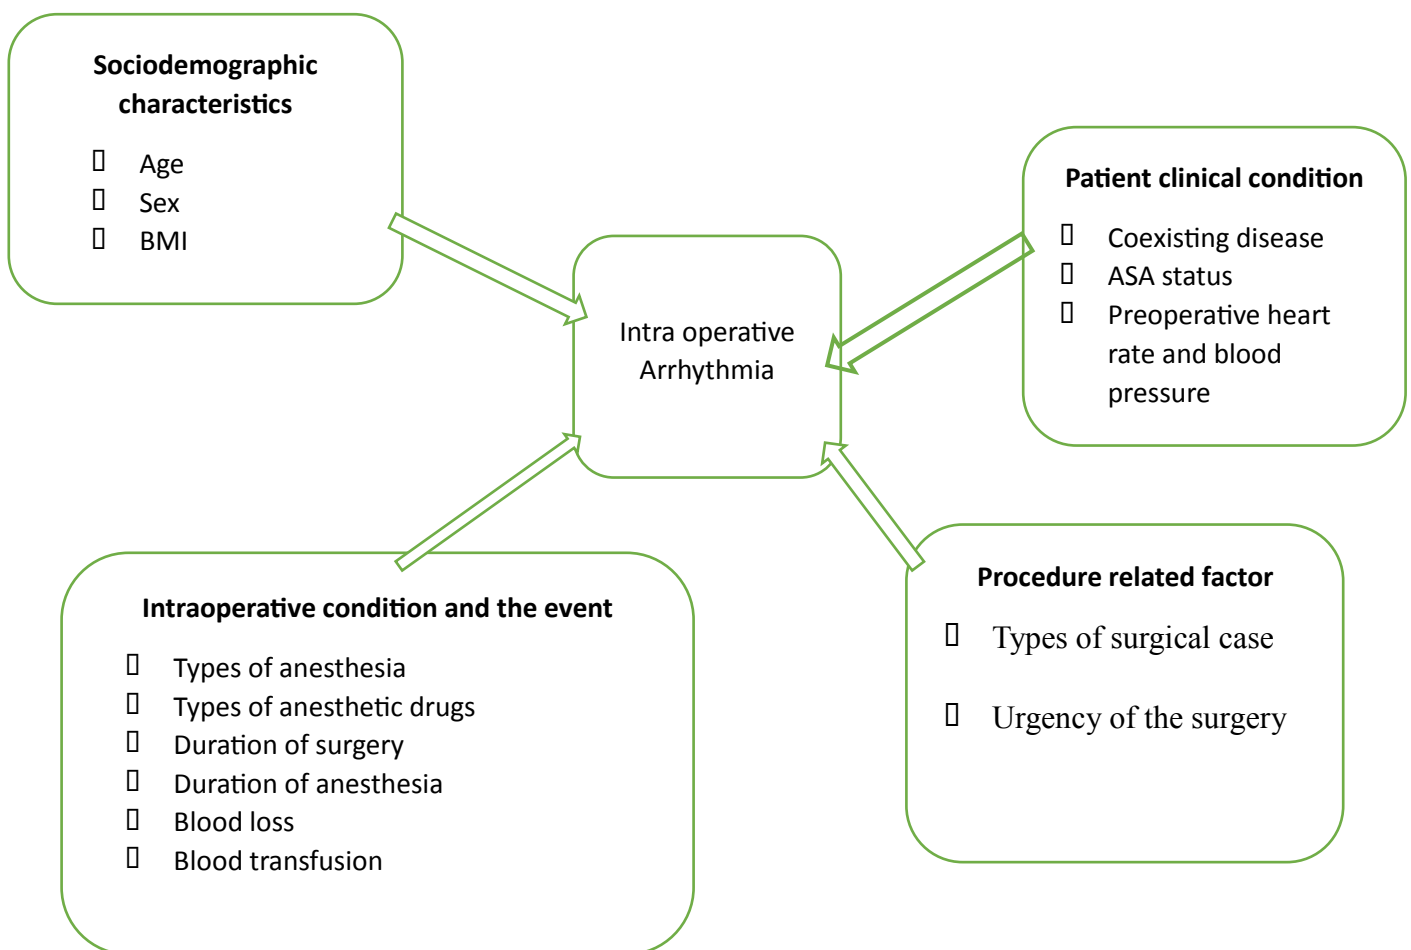 Sociodemographic
characteristics
▯ Age
▯ Sex
▯ BMI
Patient clinical condition
▯ Coexisting disease
▯ ASA status
▯ Preoperative heart
rate and blood
pressure
Intra operative
Arrhythmia
Intraoperative condition and the event
▯ Types of anesthesia
▯ Types of anesthetic drugs
▯ Duration of surgery
▯ Duration of anesthesia
▯ Blood loss
▯ Blood transfusion
Procedure related factor
▯ Types of surgical case
▯ Urgency of the surgery